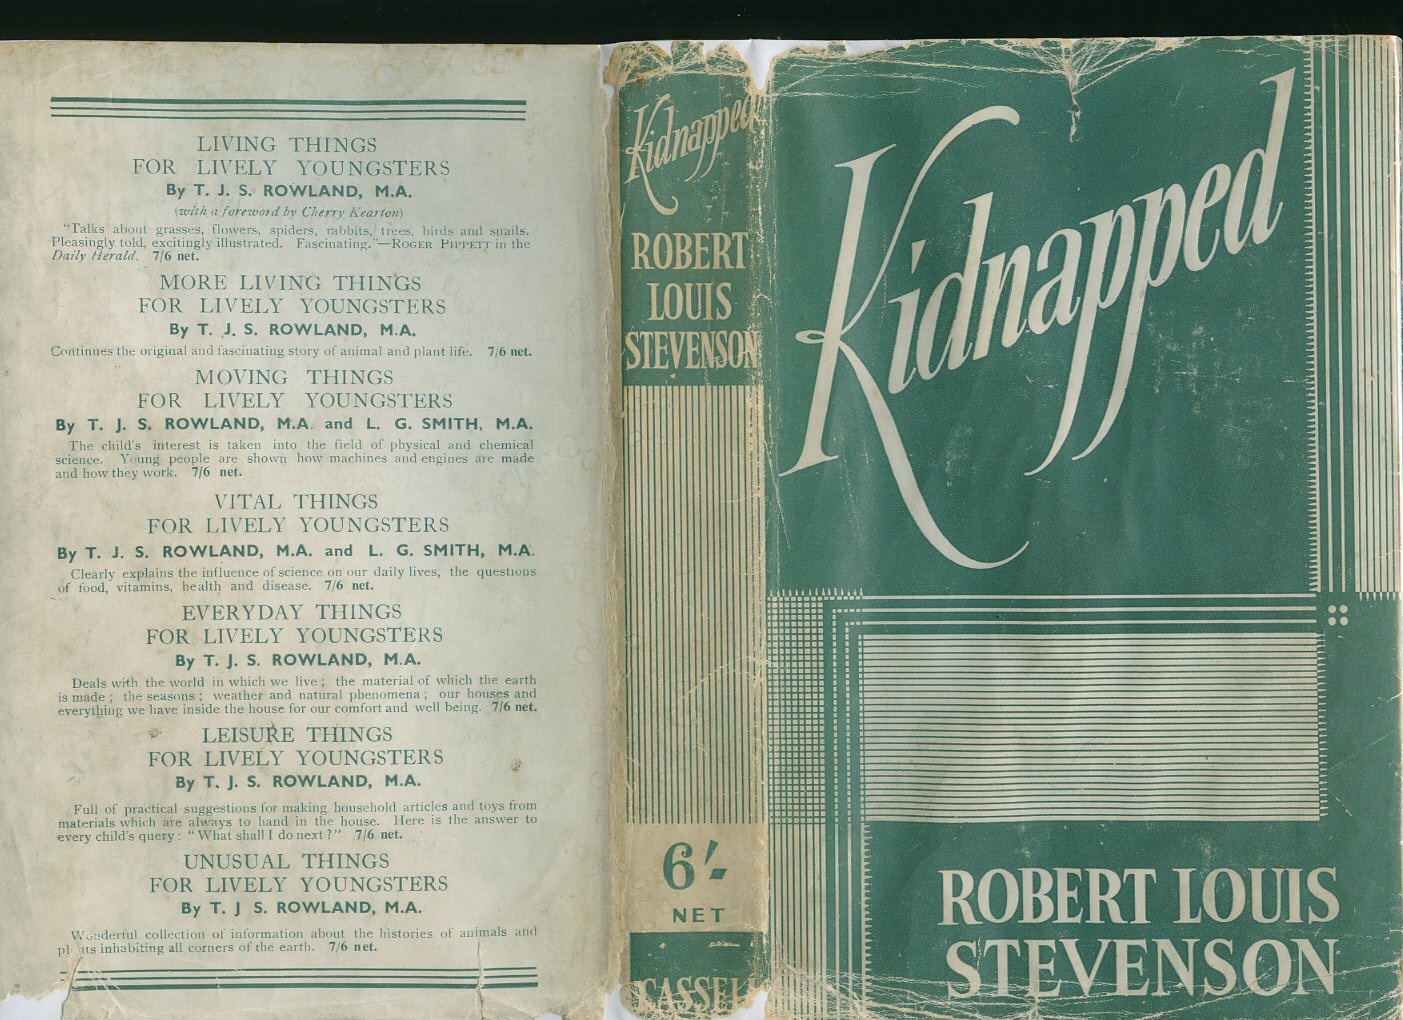 LIVING THINGS
FOR LIVELY YOUNGSTERS
By T. J. S. ROWLAND, M.A.
(with a foreword by Cherry Kearton)
"Talks about grasses, flowers, spiders, rabbits, trees, birds and snails.
Pleasingly told, excitingly illustrated. Fascinating."—ROGER PIPPETT in the
Daily Herald. 7/6 net.
MORE LIVING THINGS
FOR LIVELY YOUNGSTERS
By T. J. S. ROWLAND, M.A.
Continues the original and fascinating story of animal and plant life. 7/6 net.
MOVING THINGS
FOR LIVELY YOUNGSTERS
By T. J. S. ROWLAND, M.A. and L. G. SMITH, M.A.
The child's interest is taken into the field of physical and chemical
science. Young people are shown how machines and engines are made
and how they work. 7/6 net.
VITAL THINGS
FOR LIVELY YOUNGSTERS
By T. J. S. ROWLAND, M.A. and L. G. SMITH, M.A.
Clearly explains the influence of science on our daily lives, the questions
of food, vitamins, health and disease. 7/6 net.
EVERYDAY THINGS
FOR LIVELY YOUNGSTERS
By T. J. S. ROWLAND, M.A.
Deals with the world in which we live; the material of which the earth
is made; the seasons; weather and natural phenomena; our houses and
everything we have inside the house for our comfort and well being. 7/6 net.
LEISURE THINGS
FOR LIVELY YOUNGSTERS
By T. J. S. ROWLAND, M.A.
Full of practical suggestions for making household articles and toys from
materials which are always to hand in the house. Here is the answer to
every child's query: "What shall I do next?" 7/6 net.
UNUSUAL THINGS
FOR LIVELY YOUNGSTERS
By T. J S. ROWLAND, M.A.
Wonderful collection of information about the histories of animals and
plants inhabiting all corners of the earth. 7/6 net.
Kidnapped
ROBERT
LOUIS
STEVENSON
6/-
NET
CASSELL
Kidnapped
ROBERT LOUIS
STEVENSON